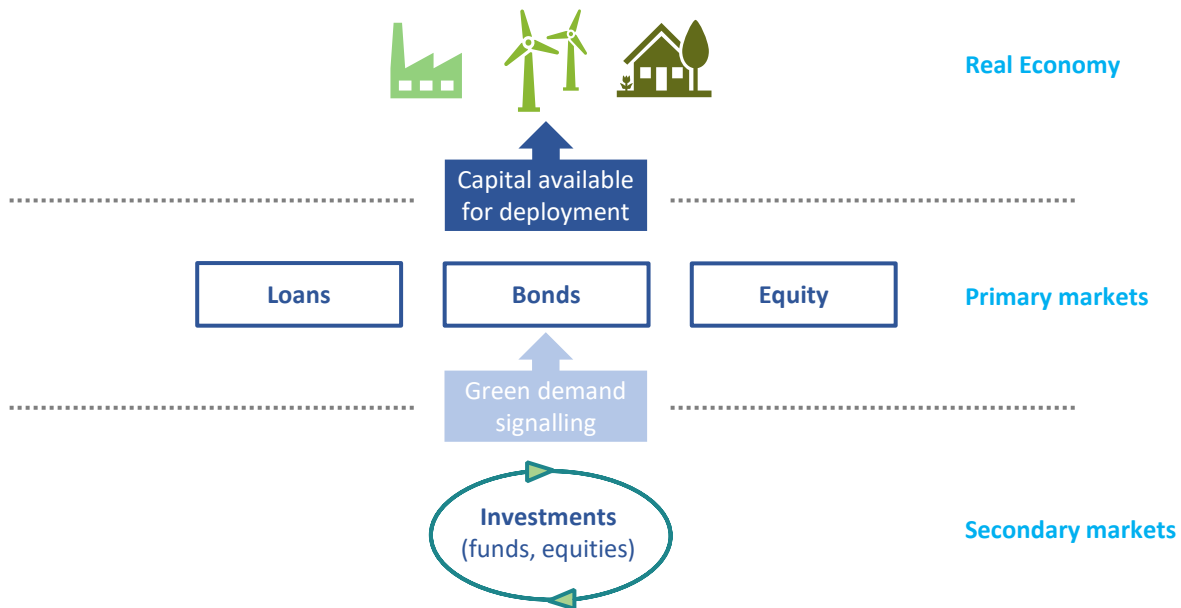 Real Economy
Capital available
for deployment
Loans
Bonds
Equity
Primary markets
Green demand
signalling
Investments
(funds, equities)
Secondary markets